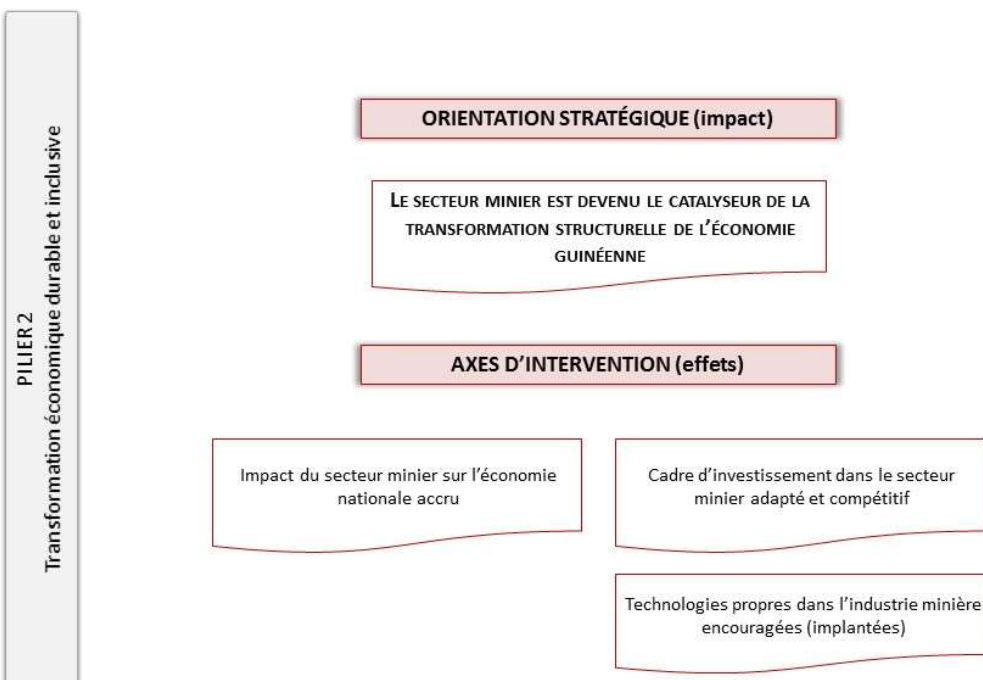 PILIER 2
Transformation économique durable et inclusive
ORIENTATION STRATÉGIQUE (impact)
LE SECTEUR MINIER EST DEVENU LE CATALYSEUR DE LA
TRANSFORMATION STRUCTURELLE DE L'ÉCONOMIE
GUINÉENNE
AXES D'INTERVENTION (effets)
Impact du secteur minier sur l'économie
nationale accru
Cadre d'investissement dans le secteur
minier adapté et compétitif
Technologies propres dans l'industrie minière
encouragées (implantées)